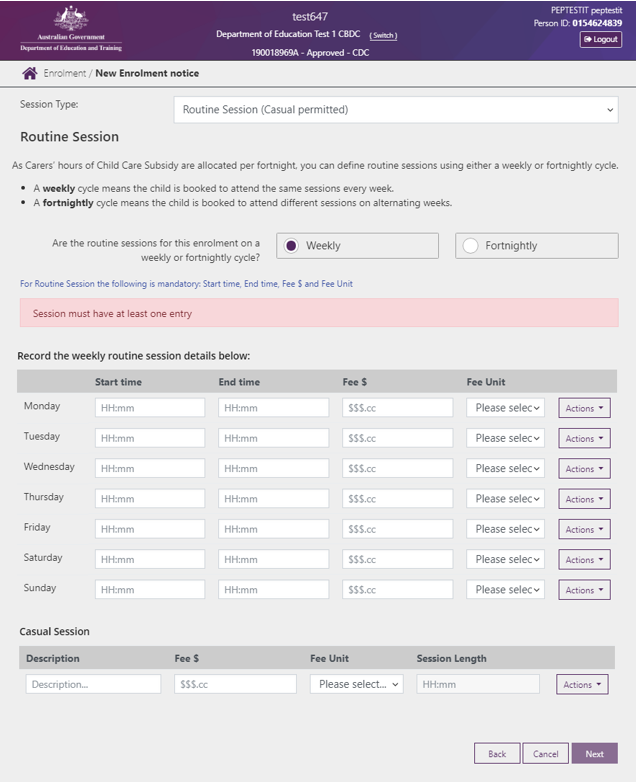 Australian Government
Department of Education and Training
test647
Department of Education Test 1 CBDC (Switch)
190018969A - Approved - CDC
PEPTESTIT peptestit
Person ID: 0154624839
Logout
Enrolment / New Enrolment notice
Session Type:
Routine Session (Casual permitted)
Routine Session
As Carers' hours of Child Care Subsidy are allocated per fortnight, you can define routine sessions using either a weekly or fortnightly cycle.
• A weekly cycle means the child is booked to attend the same sessions every week.
• A fortnightly cycle means the child is booked to attend different sessions on alternating weeks.
Are the routine sessions for this enrolment on a
weekly or fortnightly cycle?
Weekly
Fortnightly
For Routine Session the following is mandatory: Start time, End time, Fee $ and Fee Unit
Session must have at least one entry
Record the weekly routine session details below:
Start time End time Fee $ Fee Unit
Monday HH:mm HH:mm $$$.cc Please selec Actions
Tuesday HH:mm HH:mm $$$.cc Please selec Actions
Wednesday HH:mm HH:mm $$$.cc Please selec Actions
Thursday HH:mm HH:mm $$$.cc Please selec Actions
Friday HH:mm HH:mm $$$.cc Please selec Actions
Saturday HH:mm HH:mm $$$.cc Please selec Actions
Sunday HH:mm HH:mm $$$.cc Please selec Actions
Casual Session
Description Fee $ Fee Unit Session Length
Description... $$$.cc Please select... HH:mm Actions
Back Cancel Next